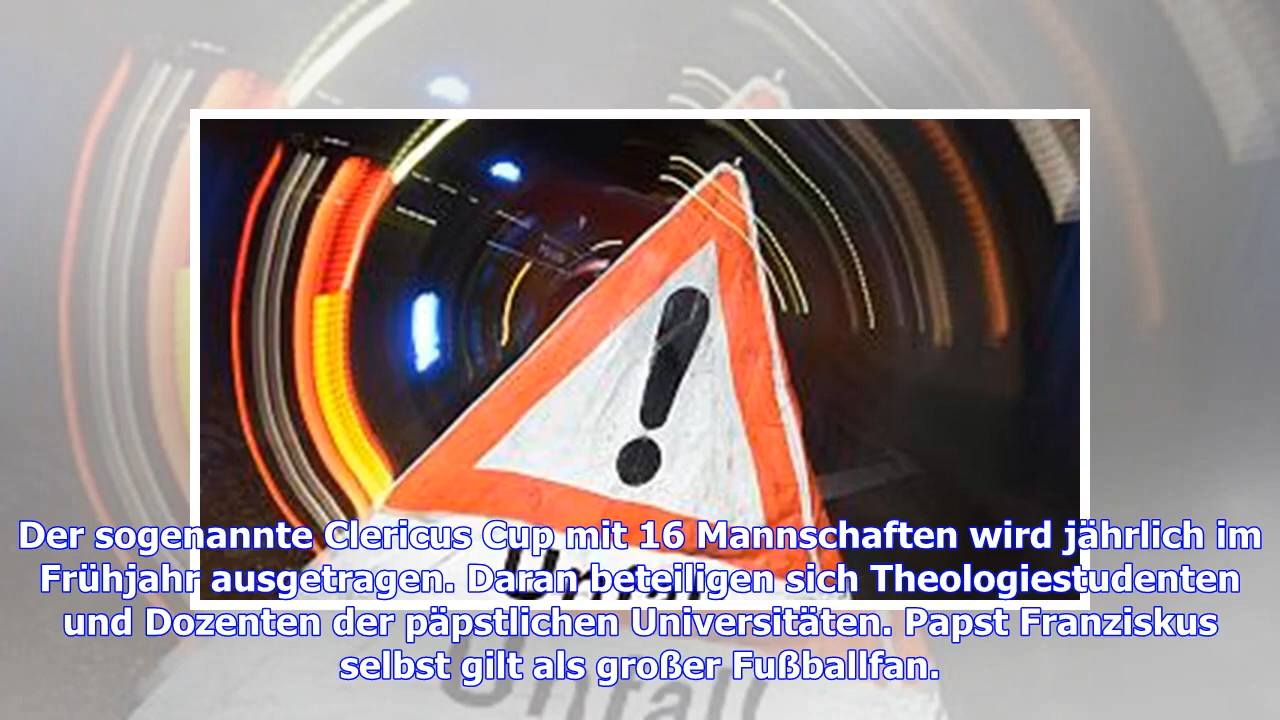 Der sogenannte Clericus Cup mit 16 Mannschaften wird jährlich im
Frühjahr ausgetragen. Daran beteiligen sich Theologiestudenten
und Dozenten der päpstlichen Universitäten. Papst Franziskus
selbst gilt als großer Fußballfan.
Unfall